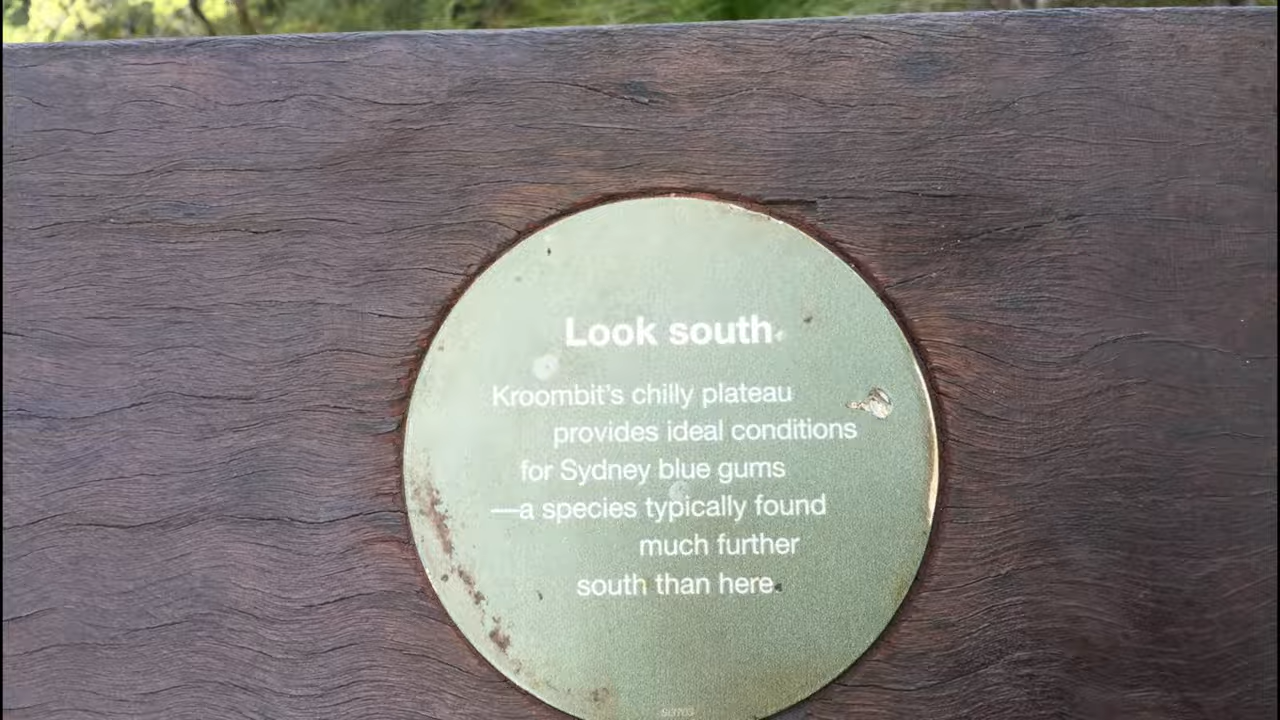 Look south
Kroombit's chilly plateau
provides ideal conditions
for Sydney blue gums
—a species typically found
much further
south than here.